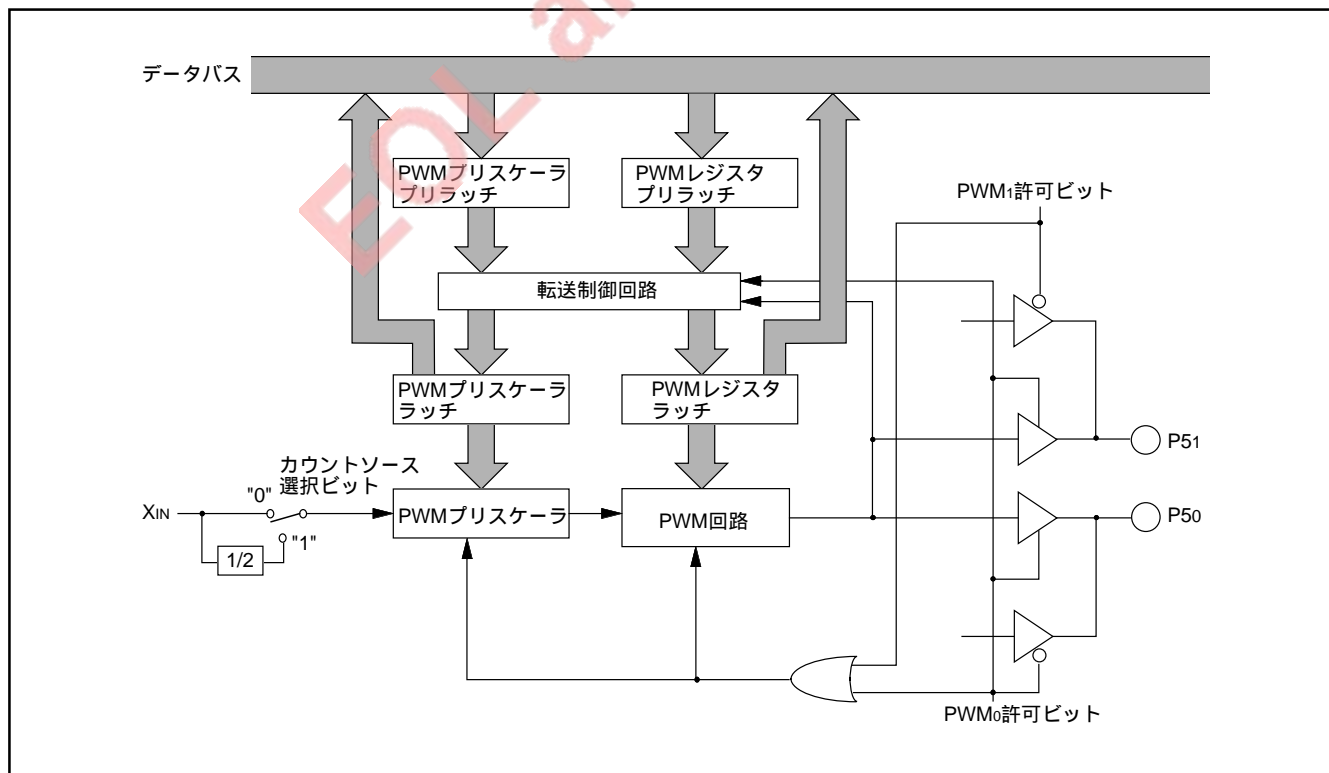 EOL a
データバス
PWMプリスケーラ
プリラッチ
PWMレジスタ
プリラッチ
PWM1許可ビット
転送制御回路
PWMプリスケーラ
ラッチ
PWMレジスタ
ラッチ
P51
カウントソース
選択ビット
"0"
XIN
PWMプリスケーラ
PWM回路
P50
"1"
1/2
PWM0許可ビット